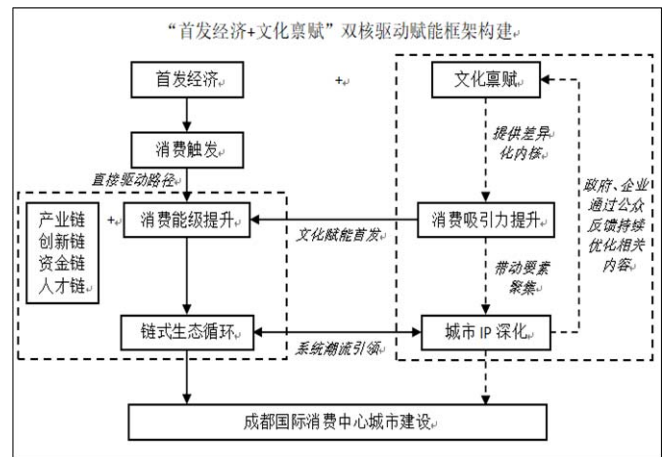 “首发经济+文化禀赋”双核驱动赋能框架构建
首发经济
+
文化禀赋
消费触发
提供差异
化内核
直接驱动路径
产业链
创新链
资金链
人才链
+
消费能级提升
文化赋能首发
消费吸引力提升
政府、企业
通过公众
反馈持续
优化相关
内容
带动要素
聚集
链式生态循环
系统潮流引领
城市 IP 深化
成都国际消费中心城市建设